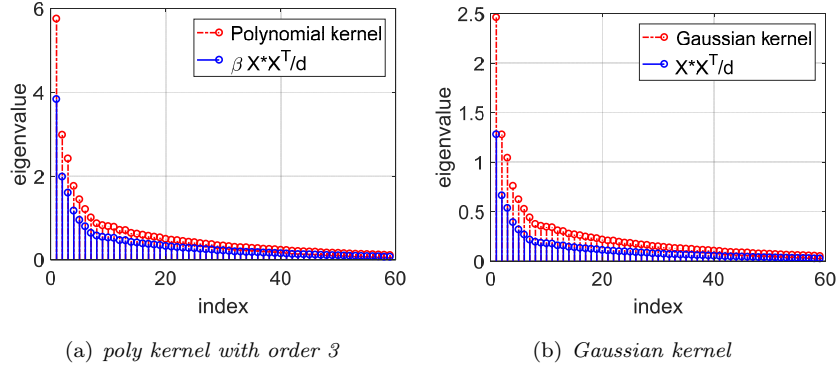 Polynomial kernel
β X*X^T/d
eigenvalue
6
4
2
0
0
20
40
60
index
(a) poly kernel with order 3
Gaussian kernel
X*X^T/d
eigenvalue
2.5
2
1.5
1
0.5
0
0
20
40
60
index
(b) Gaussian kernel